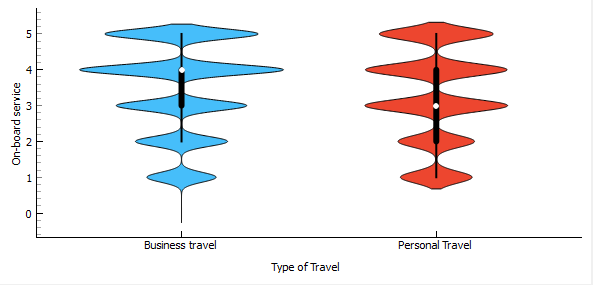 On-board service
5
4
3
2
1
0
Business travel
Personal Travel
Type of Travel